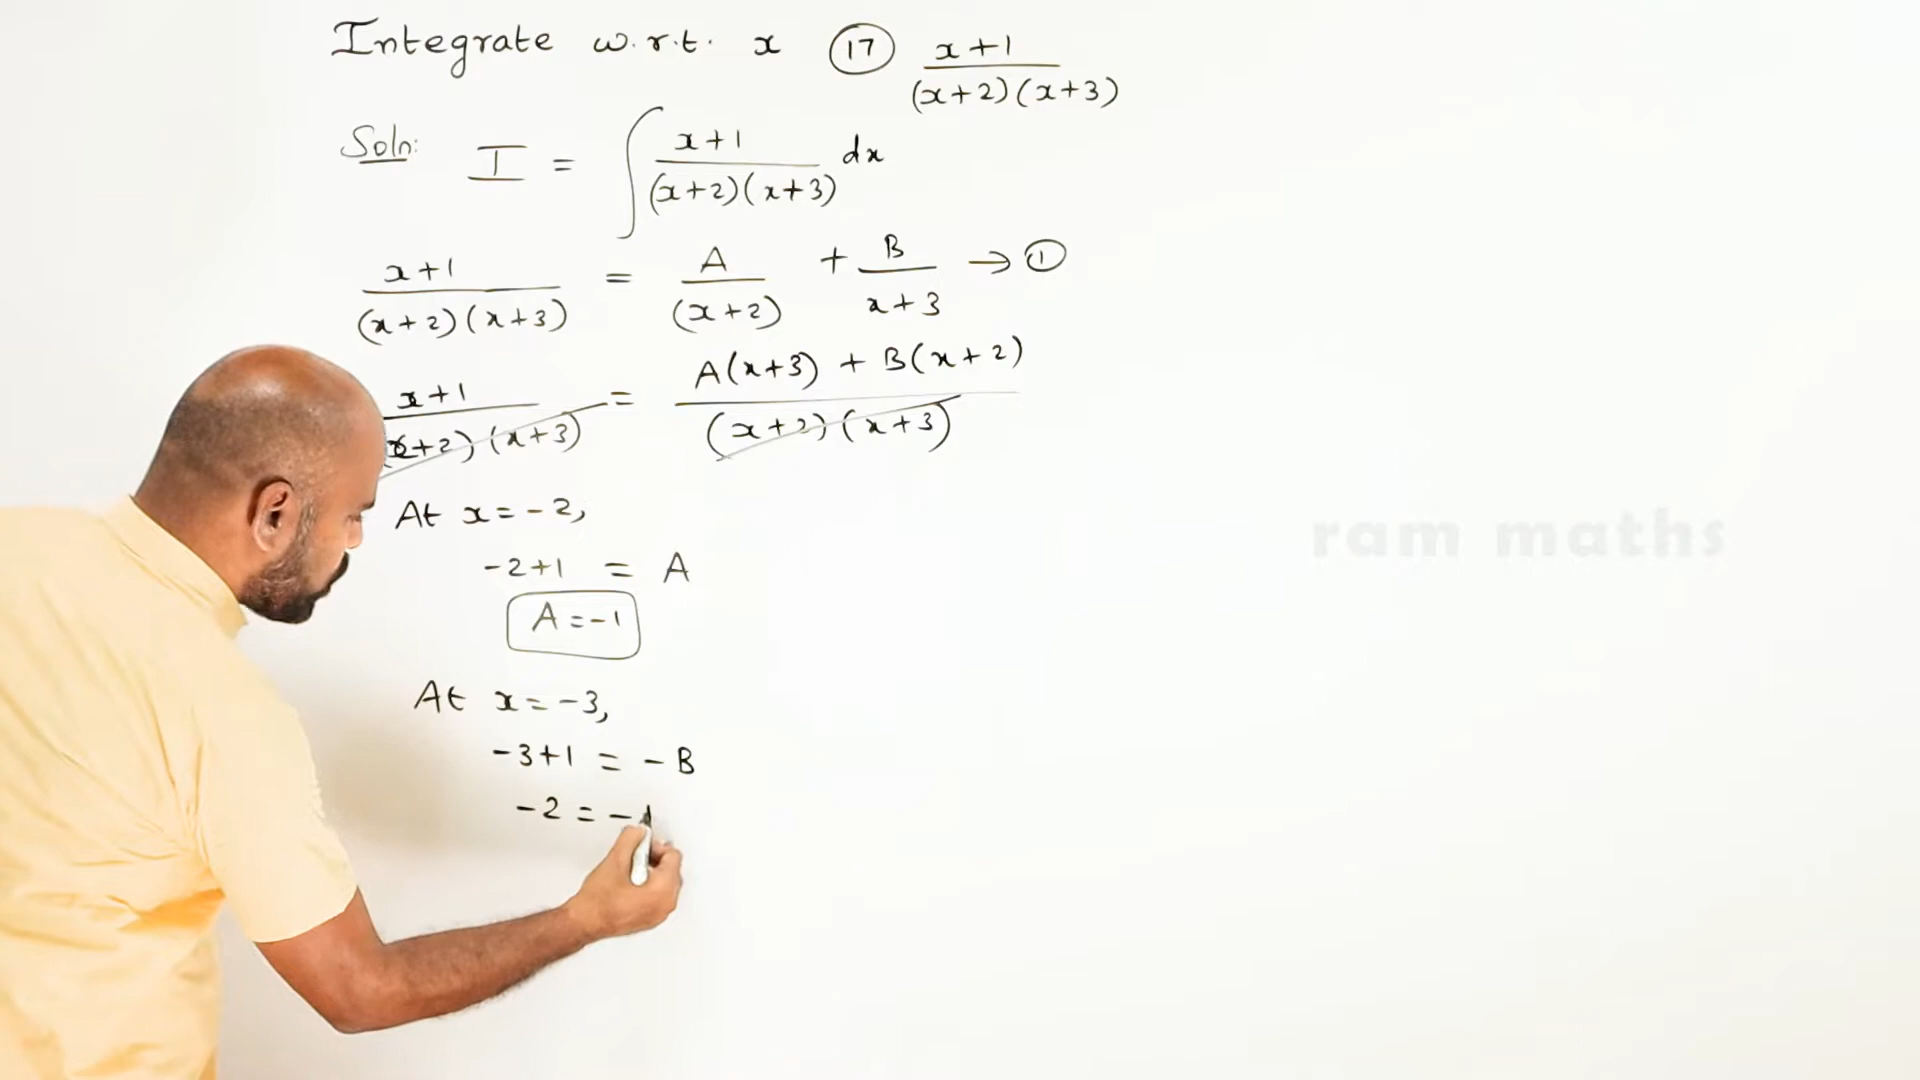 Integrate w.r.t. x (17) x+1 / (x+2)(x+3)
Soln: I = ∫ x+1 / (x+2)(x+3) dx
x+1 / (x+2)(x+3) = A / (x+2) + B / x+3 → (1)
x+1 / (x+2)(x+3) = A(x+3) + B(x+2) / (x+2)(x+3)
At x=-2,
-2+1 = A
A=-1
At x=-3,
-3+1 = -B
-2 = -
ram maths